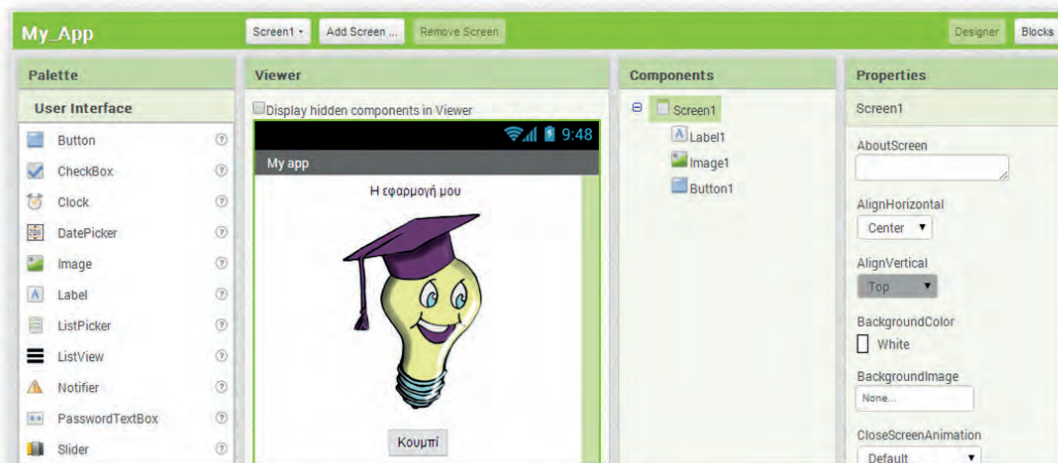 My_App
Screen1
Add Screen ...
Remove Screen
Designer
Blocks
Palette
User Interface
Button
CheckBox
Clock
DatePicker
Image
Label
ListPicker
ListView
Notifier
PasswordTextBox
Slider
Viewer
Display hidden components in Viewer
9:48
My app
Η εφαρμογή μου
Κουμπί
Components
Screen1
Label1
Image1
Button1
Properties
Screen1
AboutScreen
AlignHorizontal
Center
AlignVertical
Top
BackgroundColor
White
BackgroundImage
None...
CloseScreenAnimation
Default